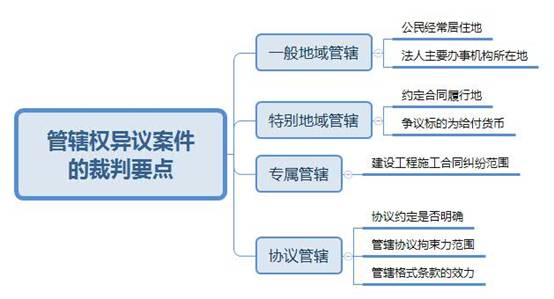 管辖权异议案件
的裁判要点
一般地域管辖
公民经常居住地
法人主要办事机构所在地
特别地域管辖
约定合同履行地
争议标的为给付货币
专属管辖
建设工程施工合同纠纷范围
协议管辖
协议约定是否明确
管辖协议拘束力范围
管辖格式条款的效力